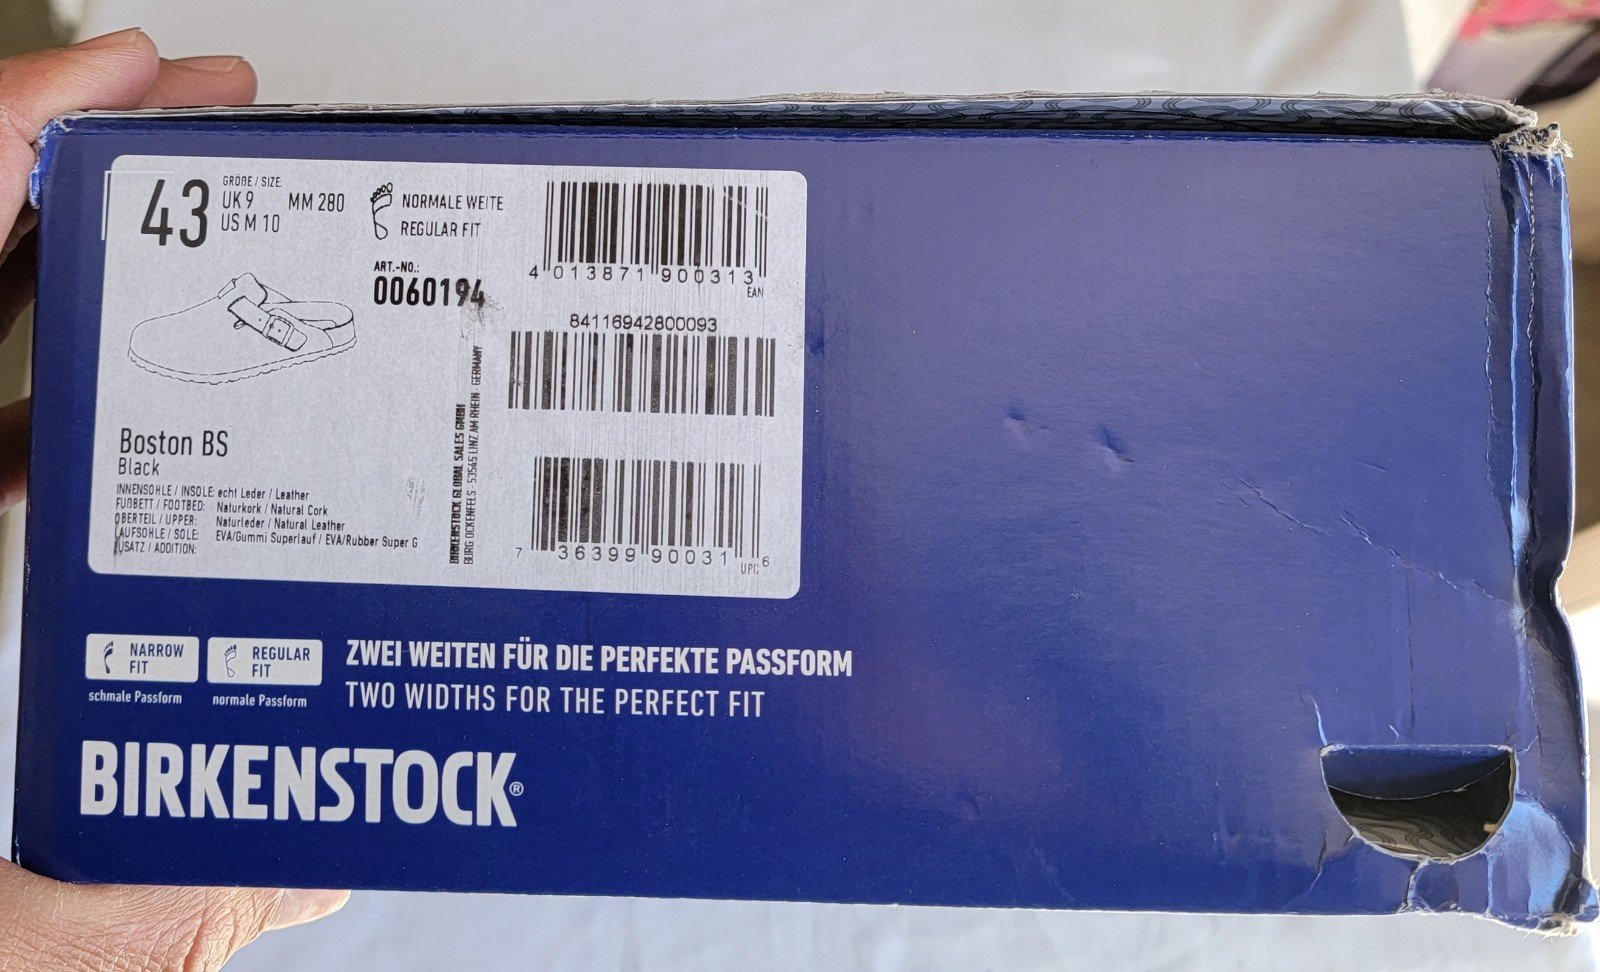 43
GRÖßE / SIZE:
UK 9 MM 280
US M 10
NORMALE WEITE
REGULAR FIT
ART.-NO.:
0060194
4 013871 900313
EAN
84116942800093
7 36399 90031 6
UPC
Boston BS
Black
INNENSOHLE / INSOLE: echt Leder / Leather
FUßBETT / FOOTBED: Naturkork / Natural Cork
OBERTEIL / UPPER: Naturleder / Natural Leather
LAUFSOHLE / SOLE: EVA/Gummi Superlauf / EVA/Rubber Super G
ZUSATZ / ADDITION:
BIRKENSTOCK GLOBAL SALES GMBH
BURG OCKENFELS · 53545 LINZ AM RHEIN · GERMANY
NARROW FIT
schmale Passform
REGULAR FIT
normale Passform
ZWEI WEITEN FÜR DIE PERFEKTE PASSFORM
TWO WIDTHS FOR THE PERFECT FIT
BIRKENSTOCK®